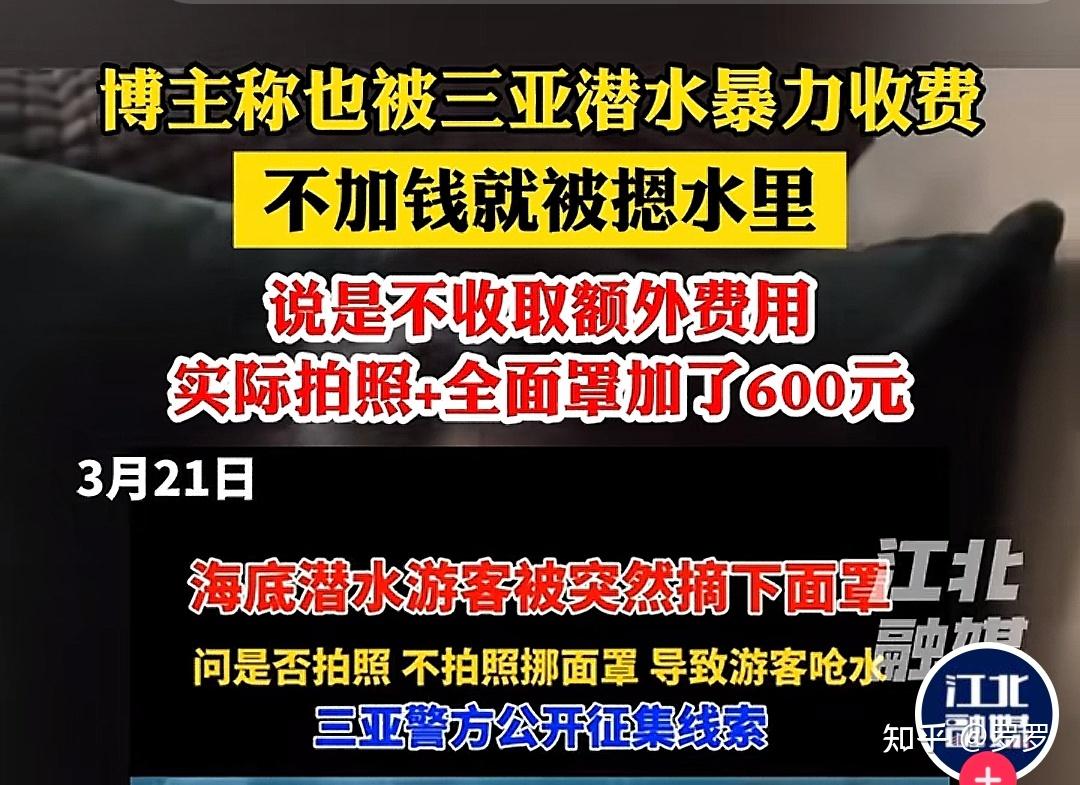 博主称也被三亚潜水暴力收费
不加钱就被摁水里
说是不收取额外费用
实际拍照+全面罩加了600元
3月21日
海底潜水游客被突然摘下面罩
江北
融媒
问是否拍照 不拍照挪面罩 导致游客呛水
三亚警方公开征集线索
江北
融媒
知乎 @罗罗